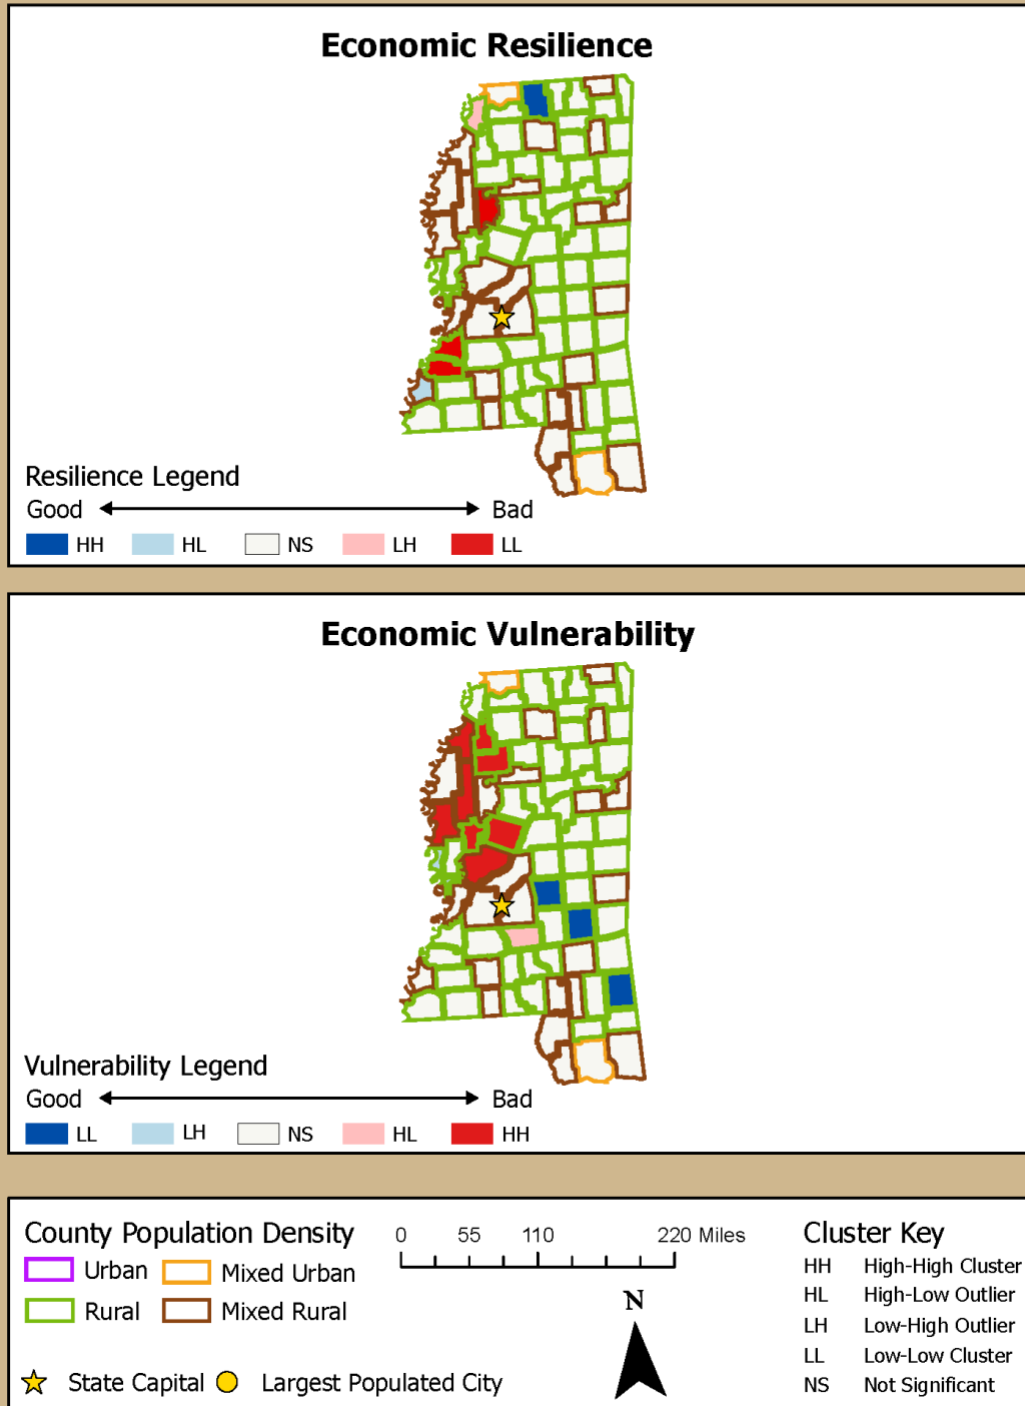 Economic Resilience
Resilience Legend
Good Bad
HH HL NS LH LL
Economic Vulnerability
Vulnerability Legend
Good Bad
LL LH NS HL HH
County Population Density
Urban Mixed Urban
Rural Mixed Rural
State Capital Largest Populated City
0 55 110 220 Miles
N
Cluster Key
HH High-High Cluster
HL High-Low Outlier
LH Low-High Outlier
LL Low-Low Cluster
NS Not Significant